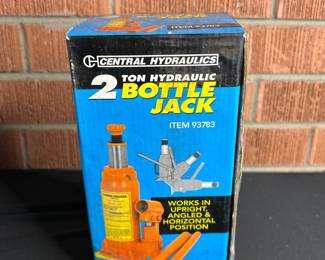 CENTRAL HYDRAULICS
2 TON HYDRAULIC
BOTTLE
JACK
ITEM 93783
WORKS IN
UPRIGHT,
ANGLED &
HORIZONTAL
POSITION